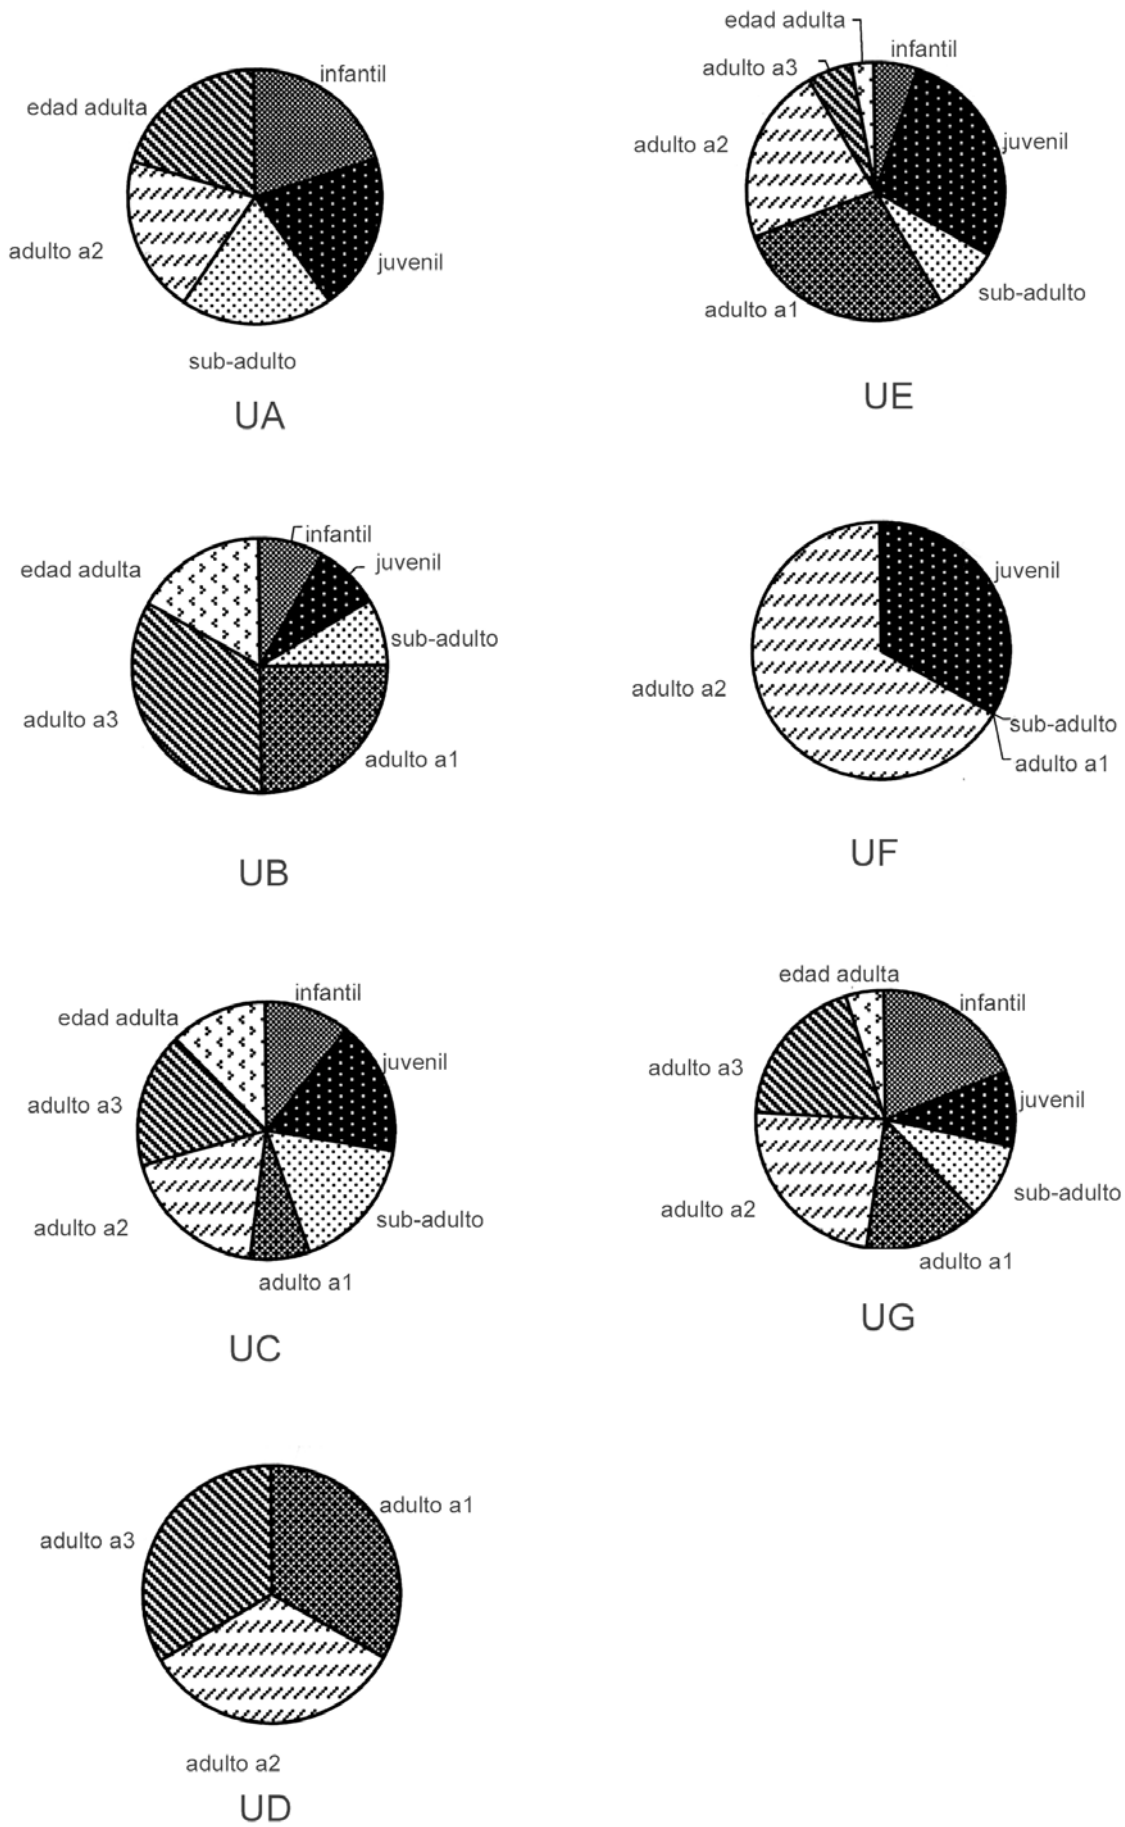 infantil
edad adulta
adulto a2
juvenil
sub-adulto
UA
edad adulta
infantil
adulto a3
adulto a2
juvenil
sub-adulto
adulto a1
UE
infantil
juvenil
edad adulta
sub-adulto
adulto a3
adulto a1
UB
juvenil
adulto a2
sub-adulto
adulto a1
UF
infantil
edad adulta
juvenil
adulto a3
adulto a2
sub-adulto
adulto a1
UC
edad adulta
infantil
adulto a3
juvenil
sub-adulto
adulto a2
adulto a1
UG
adulto a1
adulto a3
adulto a2
UD